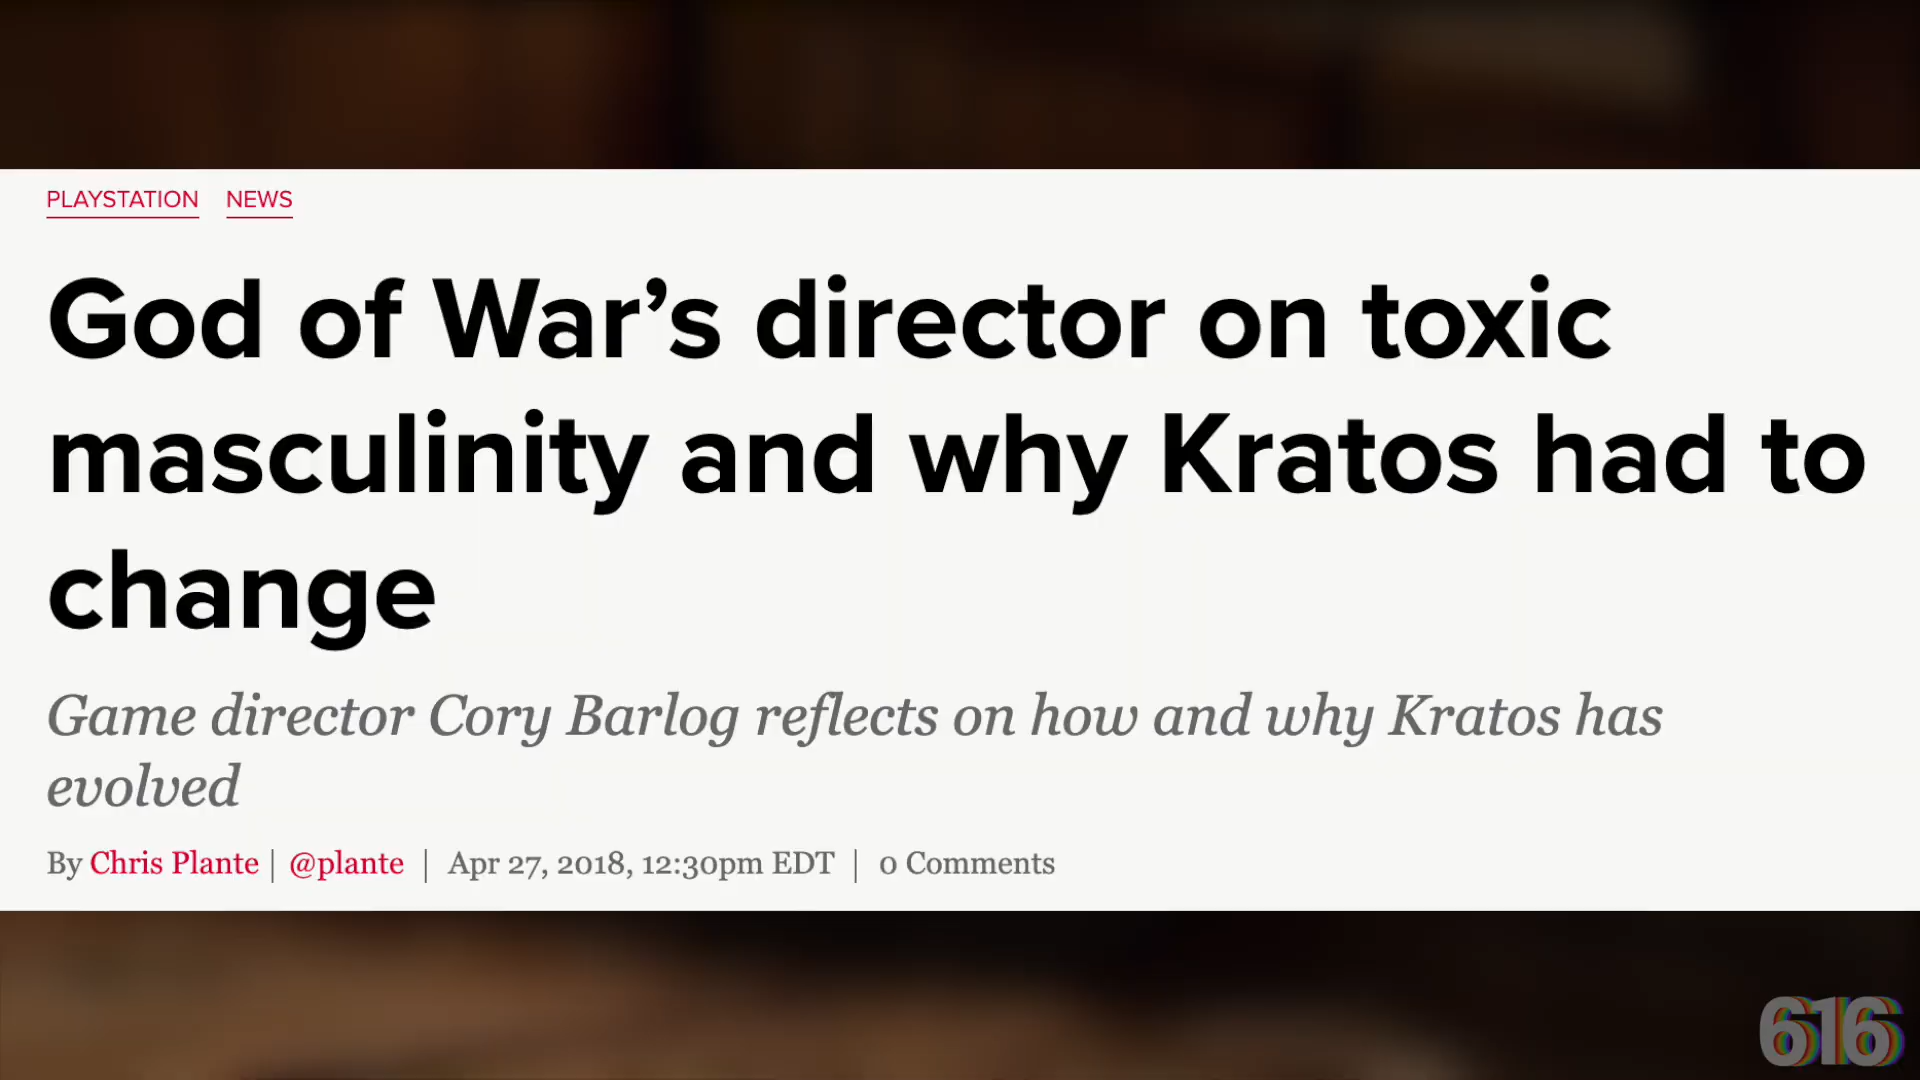 PLAYSTATION NEWS
God of War’s director on toxic
masculinity and why Kratos had to
change
Game director Cory Barlog reflects on how and why Kratos has
evolved
By Chris Plante | @plante | Apr 27, 2018, 12:30pm EDT | 0 Comments
616